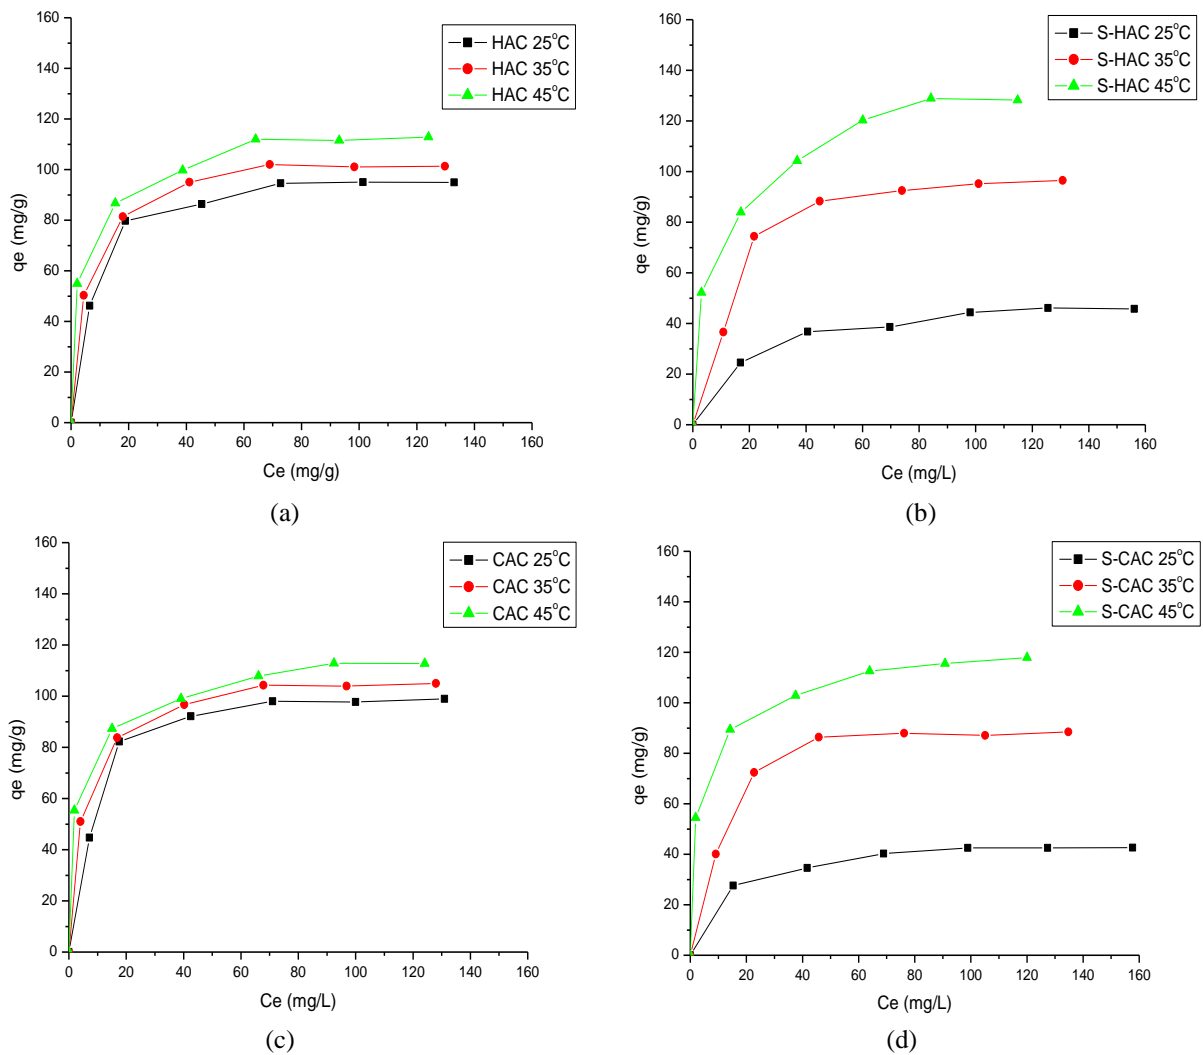 160
140
120
100
80
60
40
20
0
qe (mg/g)
HAC 25°C
HAC 35°C
HAC 45°C
0 20 40 60 80 100 120 140 160
Ce (mg/g)
(a)
160
140
120
100
80
60
40
20
0
qe (mg/g)
S-HAC 25°C
S-HAC 35°C
S-HAC 45°C
0 20 40 60 80 100 120 140 160
Ce (mg/L)
(b)
160
140
120
100
80
60
40
20
0
qe (mg/g)
CAC 25°C
CAC 35°C
CAC 45°C
0 20 40 60 80 100 120 140 160
Ce (mg/L)
(c)
160
140
120
100
80
60
40
20
0
qe (mg/g)
S-CAC 25°C
S-CAC 35°C
S-CAC 45°C
0 20 40 60 80 100 120 140 160
Ce (mg/L)
(d)